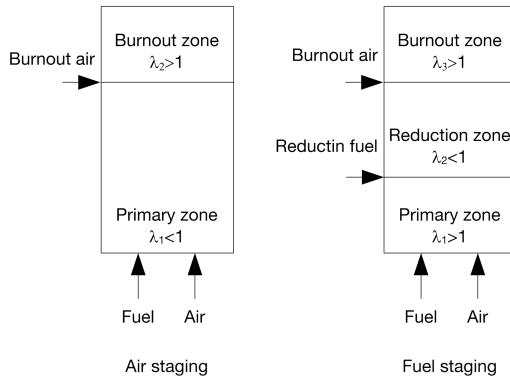 Burnout zone
λ₂>1
Burnout air
Primary zone
λ₁<1
Fuel
Air
Air staging
Burnout zone
λ₃>1
Burnout air
Reduction zone
λ₂<1
Reductin fuel
Primary zone
λ₁>1
Fuel
Air
Fuel staging